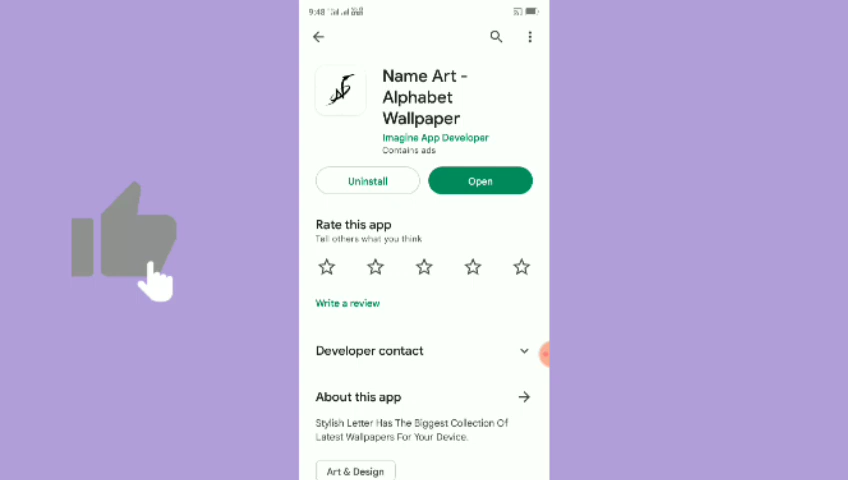 9:48
Name Art -
Alphabet
Wallpaper
Imagine App Developer
Contains ads
Uninstall
Open
Rate this app
Tell others what you think
Write a review
Developer contact
About this app
Stylish Letter Has The Biggest Collection Of
Latest Wallpapers For Your Device.
Art & Design